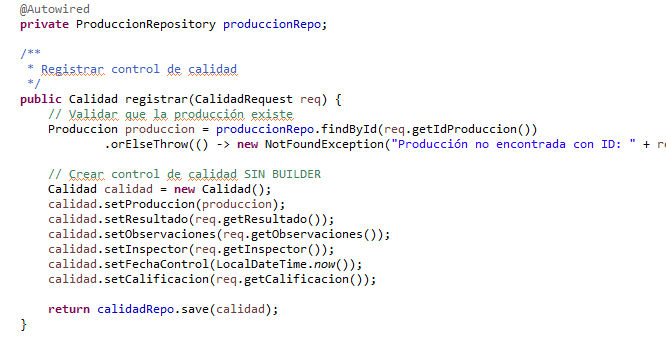 @Autowired
private ProduccionRepository produccionRepo;

/**
 * Registrar control de calidad
 */
public Calidad registrar(CalidadRequest req) {
    // Validar que la producción existe
    Produccion produccion = produccionRepo.findById(req.getIdProduccion())
            .orElseThrow(() -> new NotFoundException("Producción no encontrada con ID: " + re

    // Crear control de calidad SIN BUILDER
    Calidad calidad = new Calidad();
    calidad.setProduccion(produccion);
    calidad.setResultado(req.getResultado());
    calidad.setObservaciones(req.getObservaciones());
    calidad.setInspector(req.getInspector());
    calidad.setFechaControl(LocalDateTime.now());
    calidad.setCalificacion(req.getCalificacion());

    return calidadRepo.save(calidad);
}